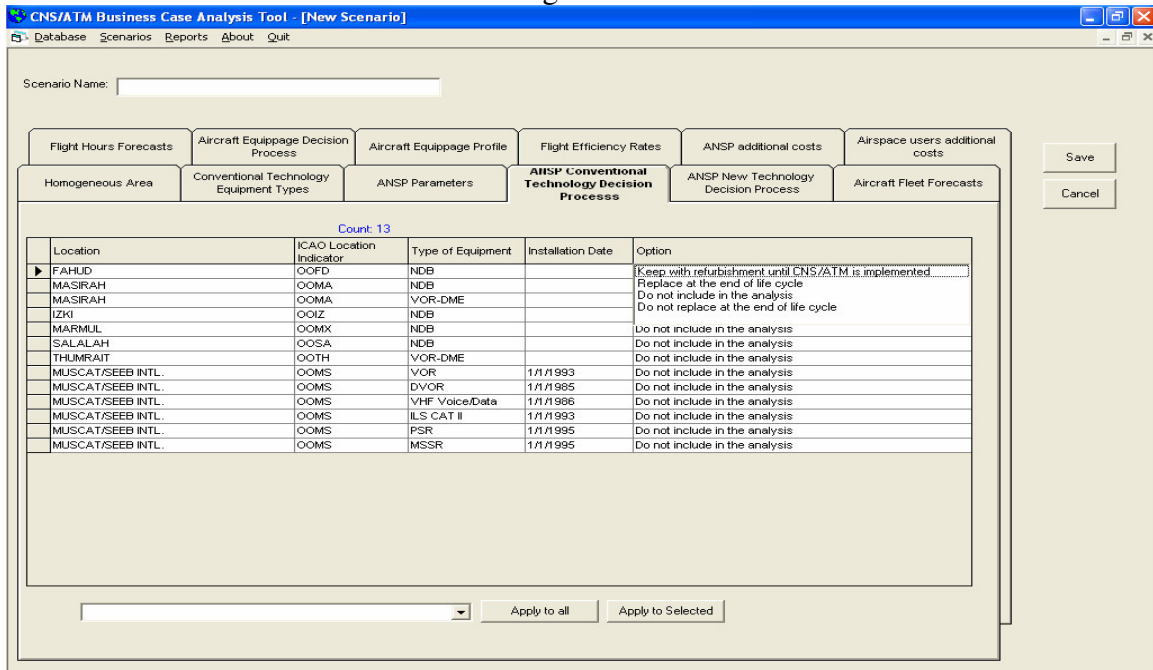 CNS/ATM Business Case Analysis Tool - [New Scenario]
Database Scenarios Reports About Quit
Scenario Name:
Flight Hours Forecasts
Aircraft Equippage Decision
Process
Aircraft Equippage Profile
Flight Efficiency Rates
ANSP additional costs
Airspace users additional
costs
Homogeneous Area
Conventional Technology
Equipment Types
ANSP Parameters
ANSP Conventional
Technology Decision
Processs
ANSP New Technology
Decision Process
Aircraft Fleet Forecasts
Save
Cancel
Count: 13
Location ICAO Location Indicator Type of Equipment Installation Date Option
FAHUD OOFD NDB Keep with refurbishment until CNS/ATM is implemented
Replace at the end of life cycle
Do not include in the analysis
Do not replace at the end of life cycle
MASIRAH OOMA NDB
MASIRAH OOMA VOR-DME
IZKI OOIZ NDB
MARMUL OOMX NDB Do not include in the analysis
SALALAH OOSA NDB Do not include in the analysis
THUMRAIT OOTH VOR-DME Do not include in the analysis
MUSCAT/SEEB INTL. OOMS VOR 1/1/1993 Do not include in the analysis
MUSCAT/SEEB INTL. OOMS DVOR 1/1/1985 Do not include in the analysis
MUSCAT/SEEB INTL. OOMS VHF Voice/Data 1/1/1986 Do not include in the analysis
MUSCAT/SEEB INTL. OOMS ILS CAT II 1/1/1993 Do not include in the analysis
MUSCAT/SEEB INTL. OOMS PSR 1/1/1995 Do not include in the analysis
MUSCAT/SEEB INTL. OOMS MSSR 1/1/1995 Do not include in the analysis
Apply to all
Apply to Selected